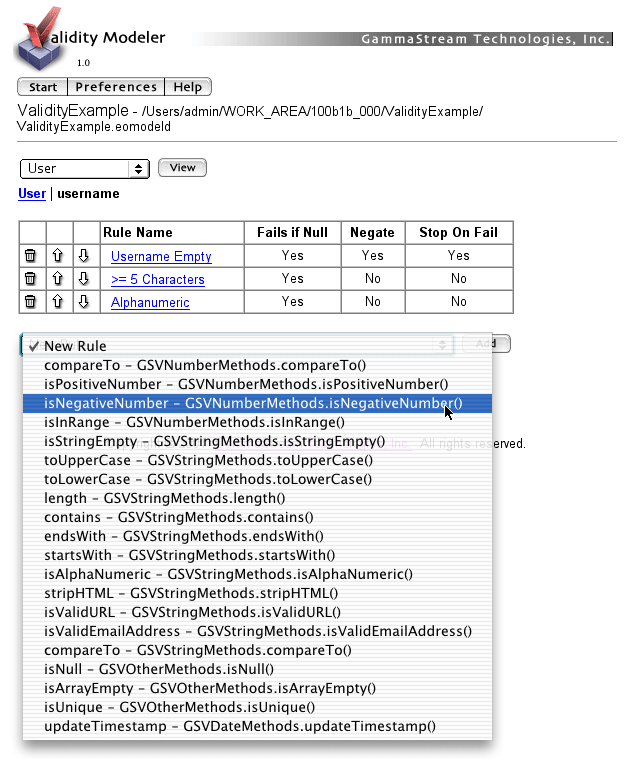 Validity Modeler
GammaStream Technologies, Inc.
1.0
Start Preferences Help
ValidityExample - /Users/admin/WORK_AREA/100b1b_000/ValidityExample/
ValidityExample.eomodeld
User View
User | username
Rule Name Fails if Null Negate Stop On Fail
Username Empty Yes Yes Yes
>= 5 Characters Yes No No
Alphanumeric Yes No No
✓ New Rule Add
compareTo - GSVNumberMethods.compareTo()
isPositiveNumber - GSVNumberMethods.isPositiveNumber()
isNegativeNumber - GSVNumberMethods.isNegativeNumber()
isInRange - GSVNumberMethods.isInRange()
isStringEmpty - GSVStringMethods.isStringEmpty()
Inc. All rights reserved.
toUpperCase - GSVStringMethods.toUpperCase()
toLowerCase - GSVStringMethods.toLowerCase()
length - GSVStringMethods.length()
contains - GSVStringMethods.contains()
endsWith - GSVStringMethods.endsWith()
startsWith - GSVStringMethods.startsWith()
isAlphaNumeric - GSVStringMethods.isAlphaNumeric()
stripHTML - GSVStringMethods.stripHTML()
isValidURL - GSVStringMethods.isValidURL()
isValidEmailAddress - GSVStringMethods.isValidEmailAddress()
compareTo - GSVStringMethods.compareTo()
isNull - GSVOtherMethods.isNull()
isArrayEmpty - GSVOtherMethods.isArrayEmpty()
isUnique - GSVOtherMethods.isUnique()
updateTimestamp - GSVDateMethods.updateTimestamp()